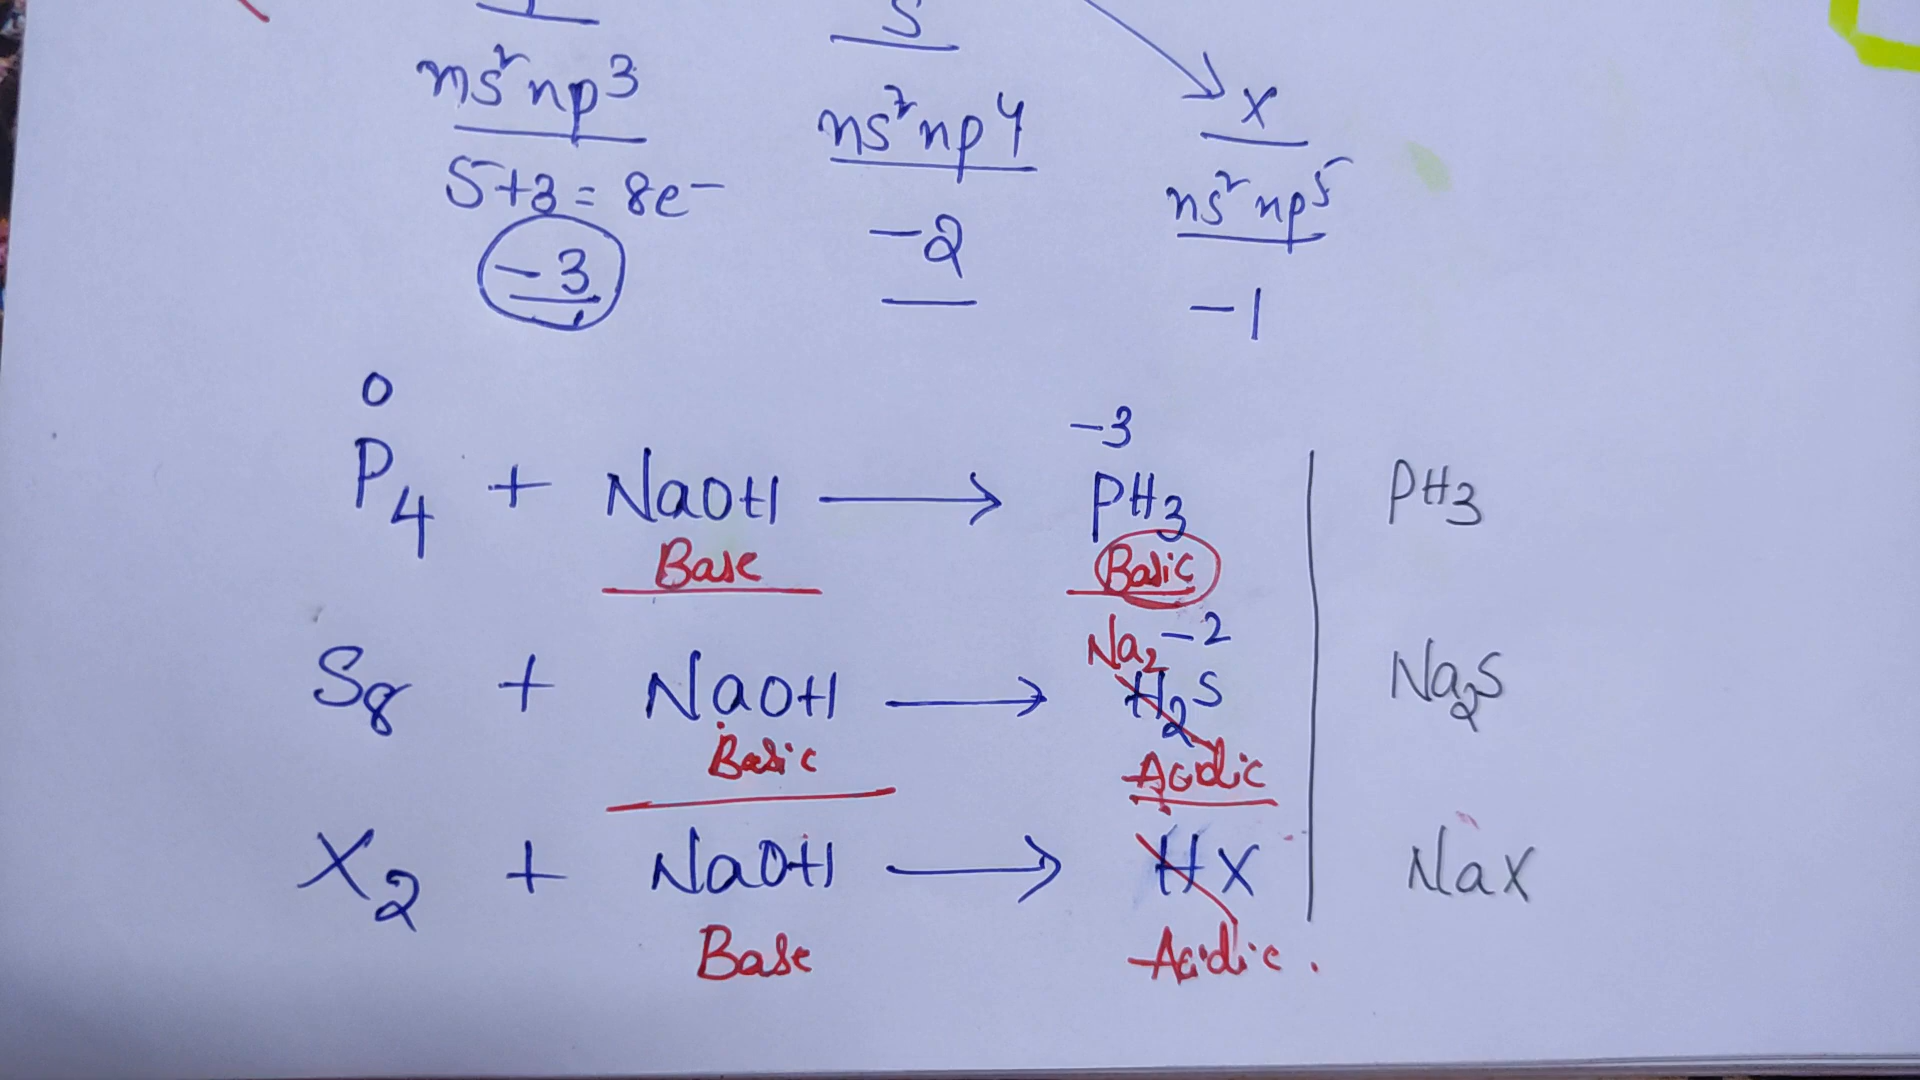 S
ns²np³
ns²np⁴
X
5+3 = 8e⁻
ns²np⁵
-3
-2
-1
0
-3
P₄ + NaOH → PH₃ | PH₃
Base
Basic
Na₂ -2
S₈ + NaOH → H₂S | Na₂S
Basic
Acidic
X₂ + NaOH → HX | NaX
Base
Acidic.